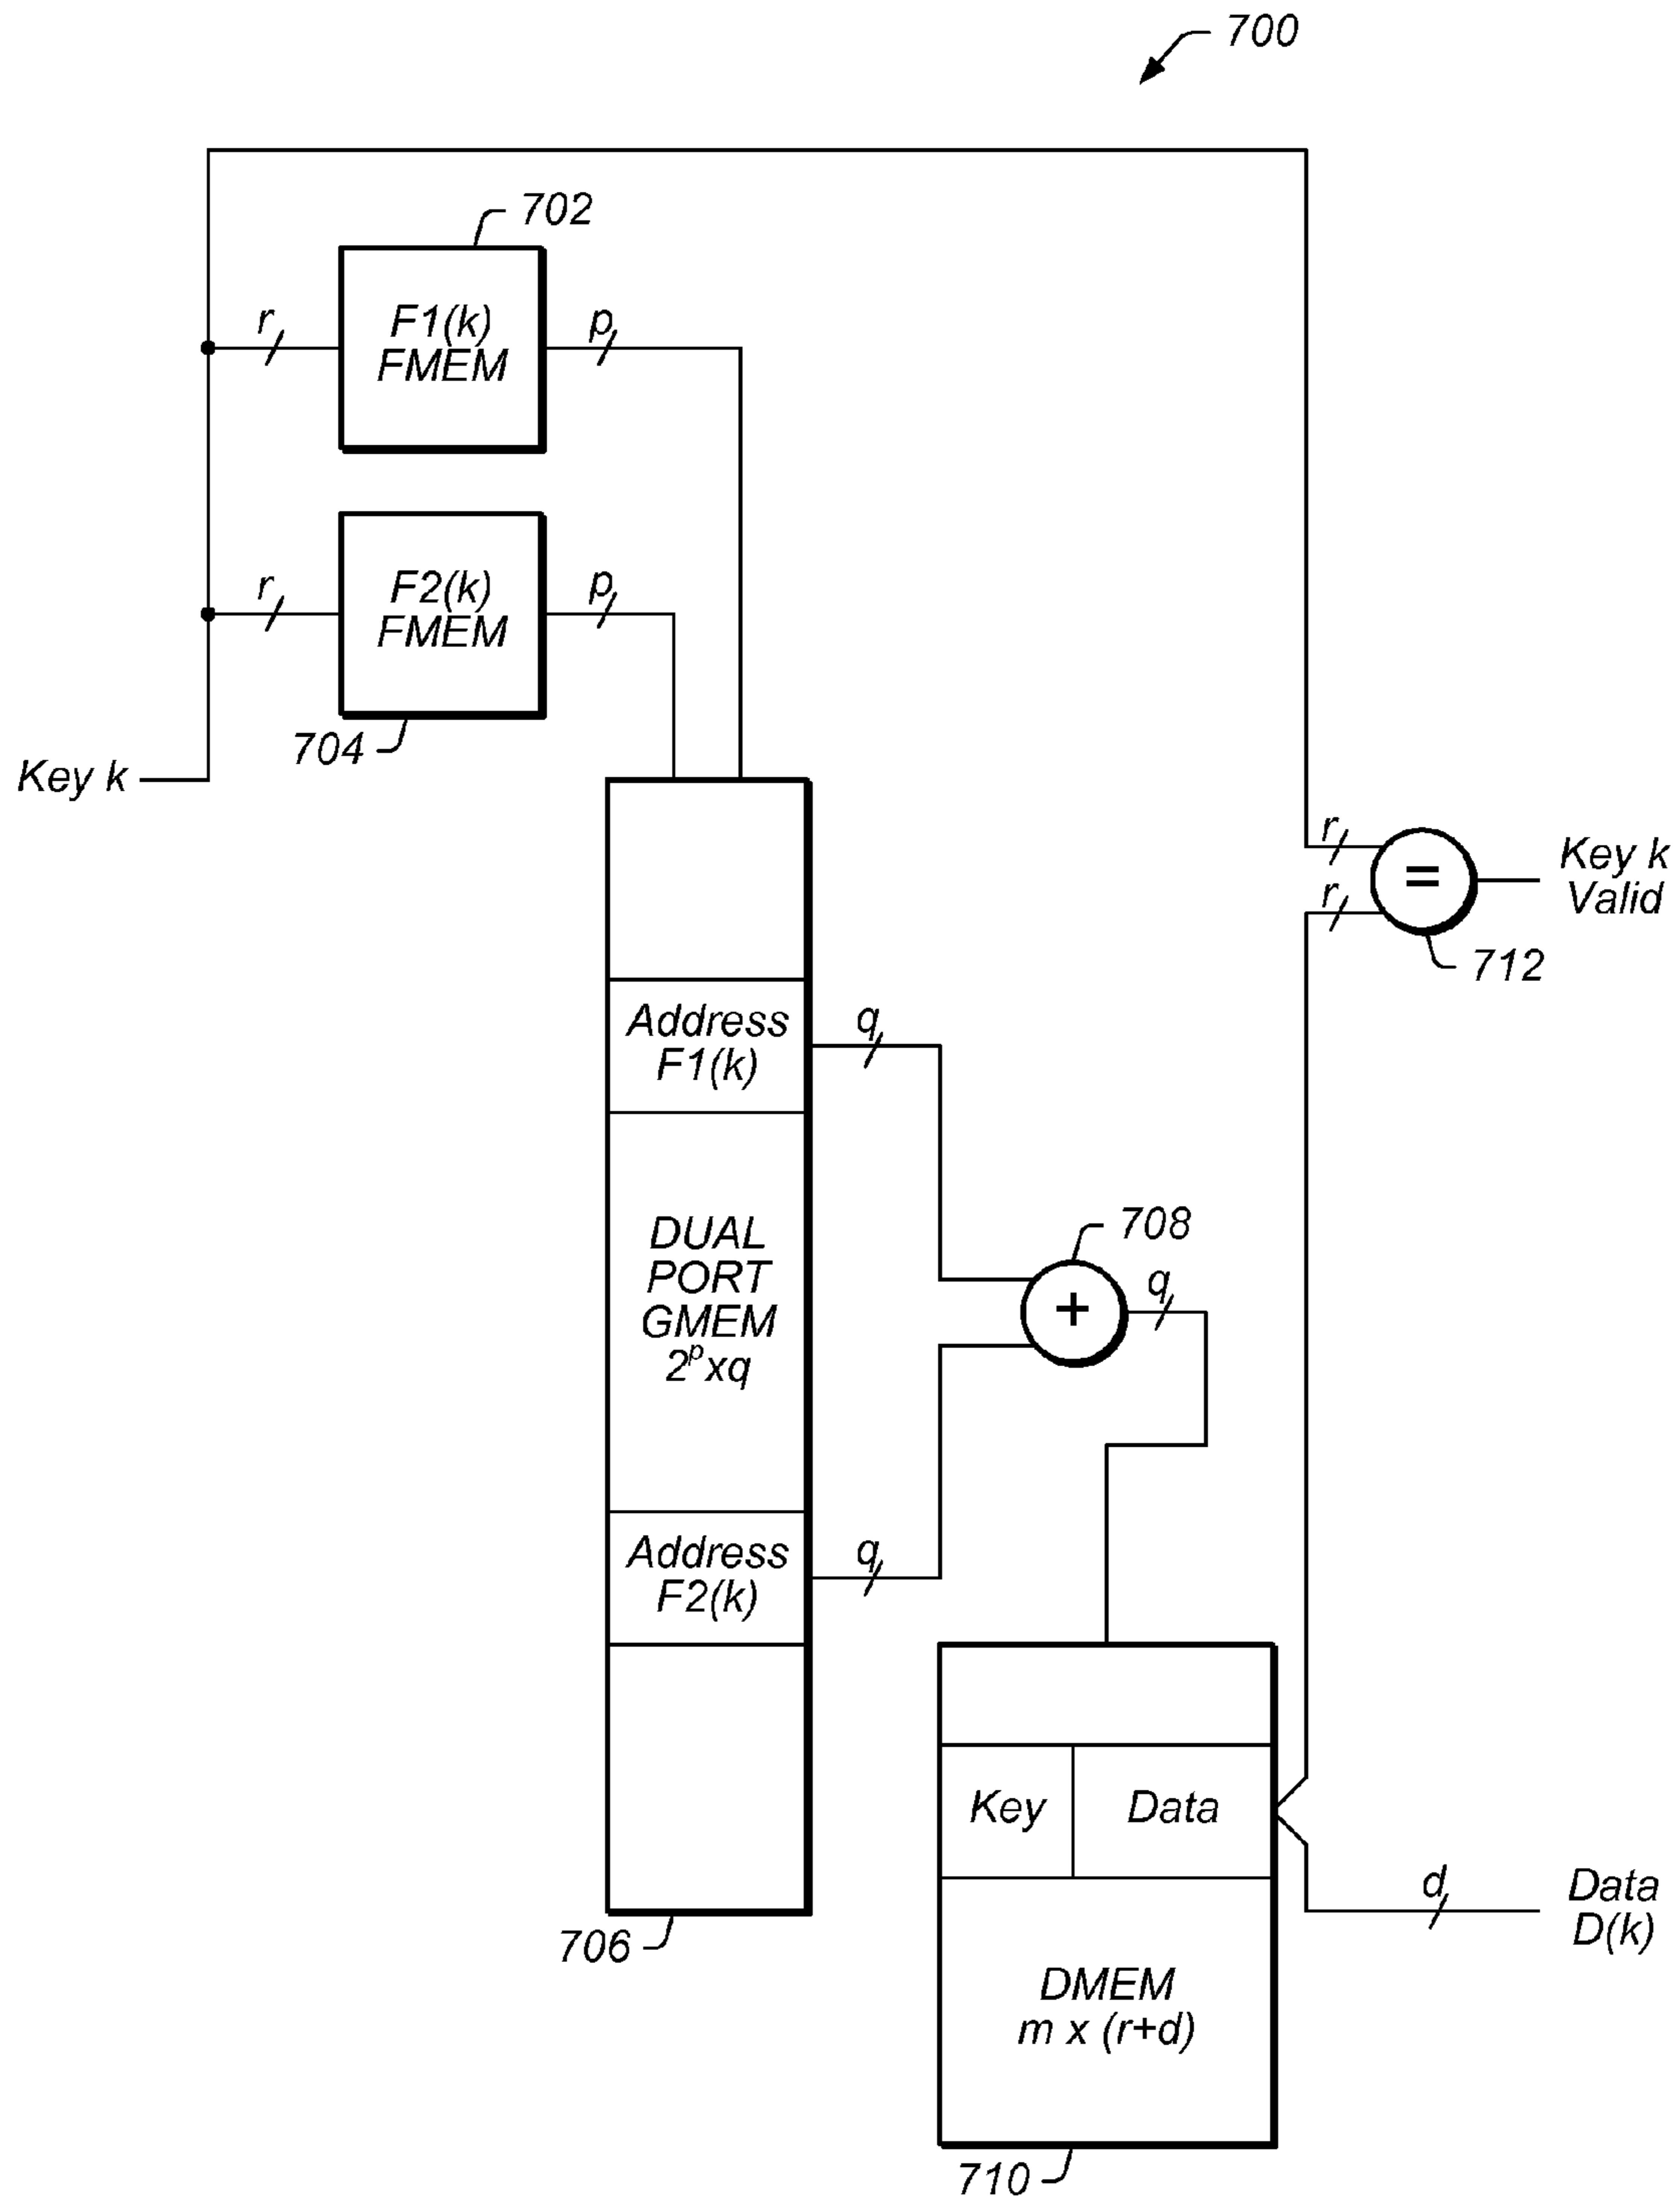 700
702
r
F1(k)
FMEM
p
r
F2(k)
FMEM
p
704
Key k
r
r
=
Key k
Valid
712
Address
F1(k)
q
DUAL
PORT
GMEM
2^p xq
708
+
q
Address
F2(k)
q
706
Key
Data
d
Data
D(k)
DMEM
m x (r+d)
710